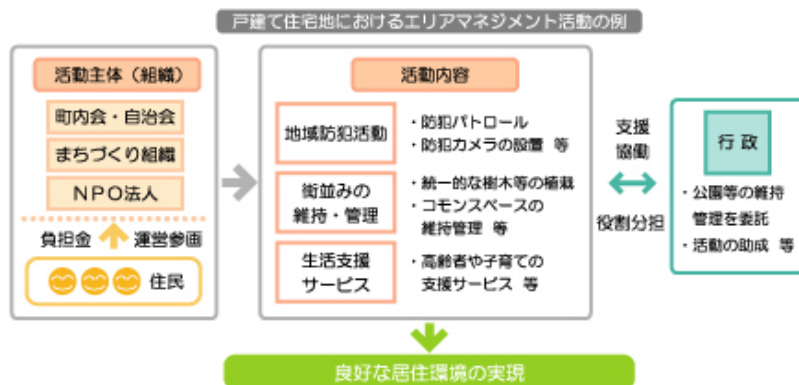 戸建て住宅地におけるエリアマネジメント活動の例
活動主体（組織）
町内会・自治会
まちづくり組織
NPO法人
負担金 運営参画
住民
活動内容
地域防犯活動
・防犯パトロール
・防犯カメラの設置 等
街並みの
維持・管理
・統一的な樹木等の植栽
・コモンスペースの
維持管理 等
生活支援
サービス
・高齢者や子育ての
支援サービス 等
支援
協働
役割分担
行政
・公園等の維持
管理を委託
・活動の助成 等
良好な居住環境の実現